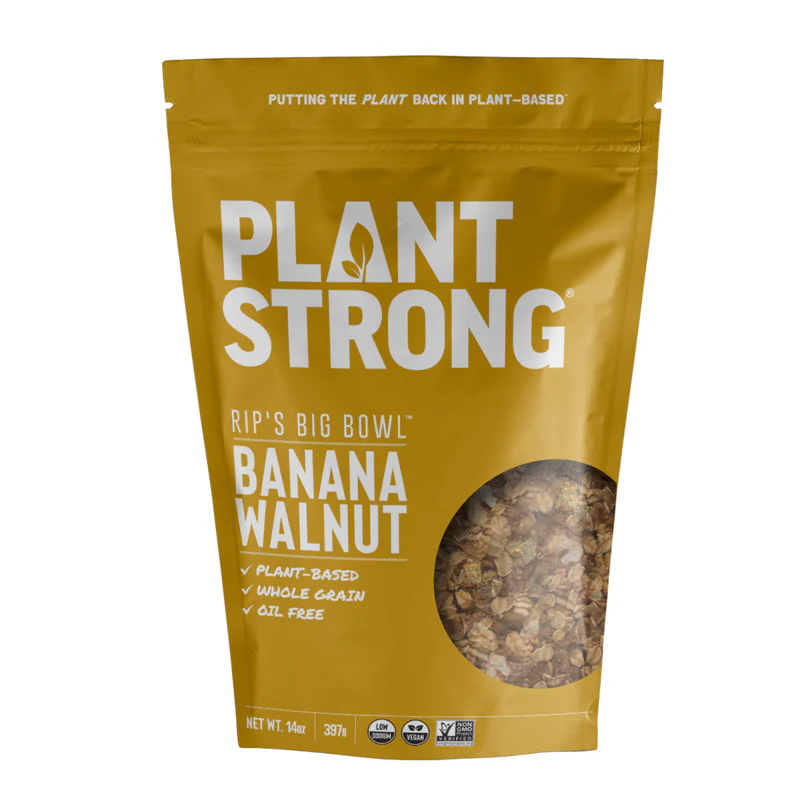 PUTTING THE PLANT BACK IN PLANT-BASED™
PLANT
STRONG®
RIP'S BIG BOWL™
BANANA
WALNUT
✓ PLANT-BASED
✓ WHOLE GRAIN
✓ OIL FREE
NET WT. 14oz 397g
LOW SODIUM
VEGAN
NON GMO Project VERIFIED